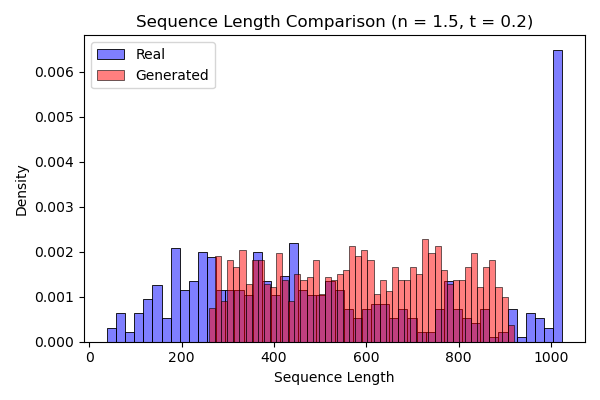 Sequence Length Comparison (n = 1.5, t = 0.2)
Real
Generated
0.006
0.005
0.004
0.003
0.002
0.001
0.000
Density
0 200 400 600 800 1000
Sequence Length